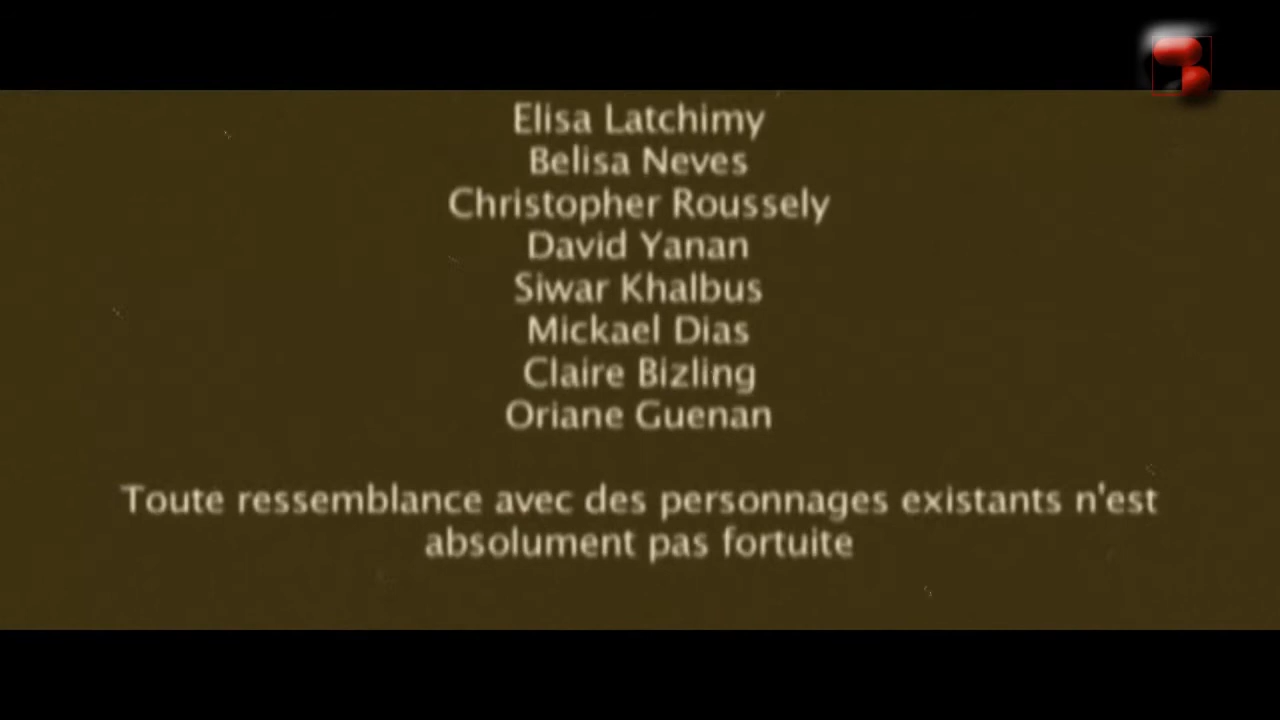 Elisa Latchimy
Belisa Neves
Christopher Roussely
David Yanan
Siwar Khalbus
Mickael Dias
Claire Bizling
Oriane Guenan
Toute ressemblance avec des personnages existants n'est
absolument pas fortuite